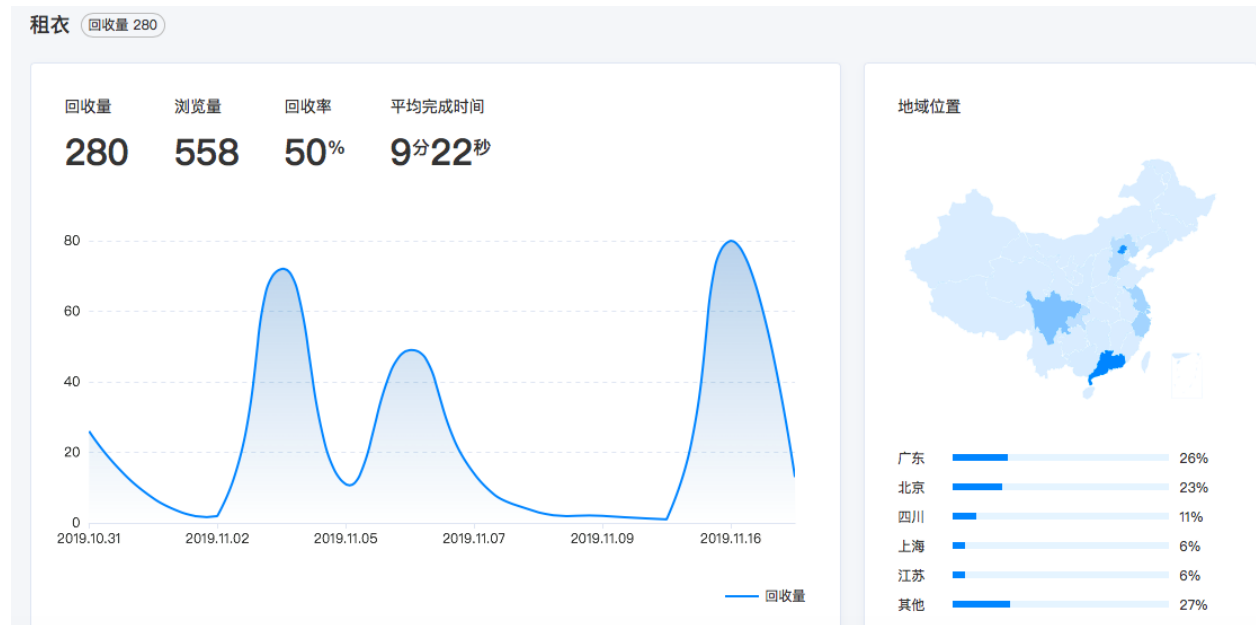 租衣 回收量 280
回收量 浏览量 回收率 平均完成时间
280 558 50% 9分22秒
80
60
40
20
0
2019.10.31 2019.11.02 2019.11.05 2019.11.07 2019.11.09 2019.11.16
回收量
地域位置
广东 26%
北京 23%
四川 11%
上海 6%
江苏 6%
其他 27%